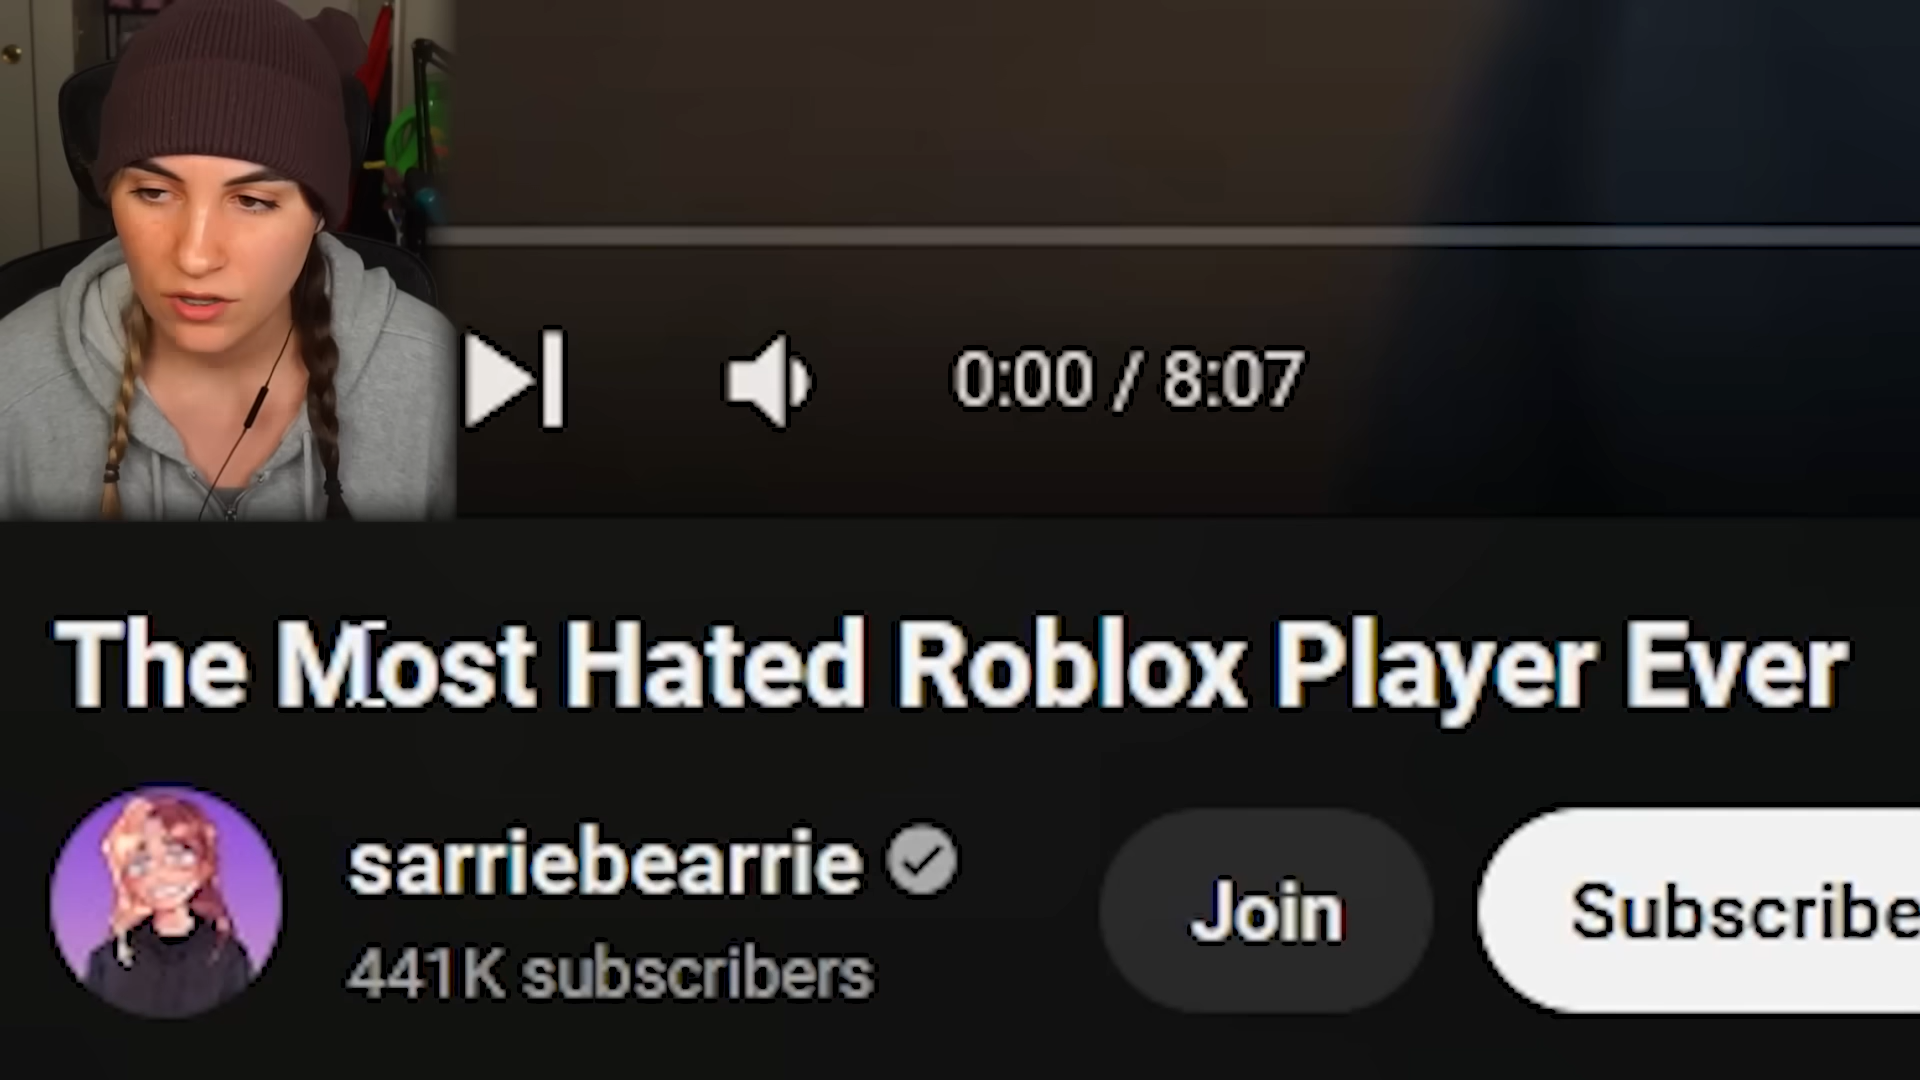 0:00 / 8:07
The Most Hated Roblox Player Ever
sarriebearrie
Join
Subscribe
441K subscribers